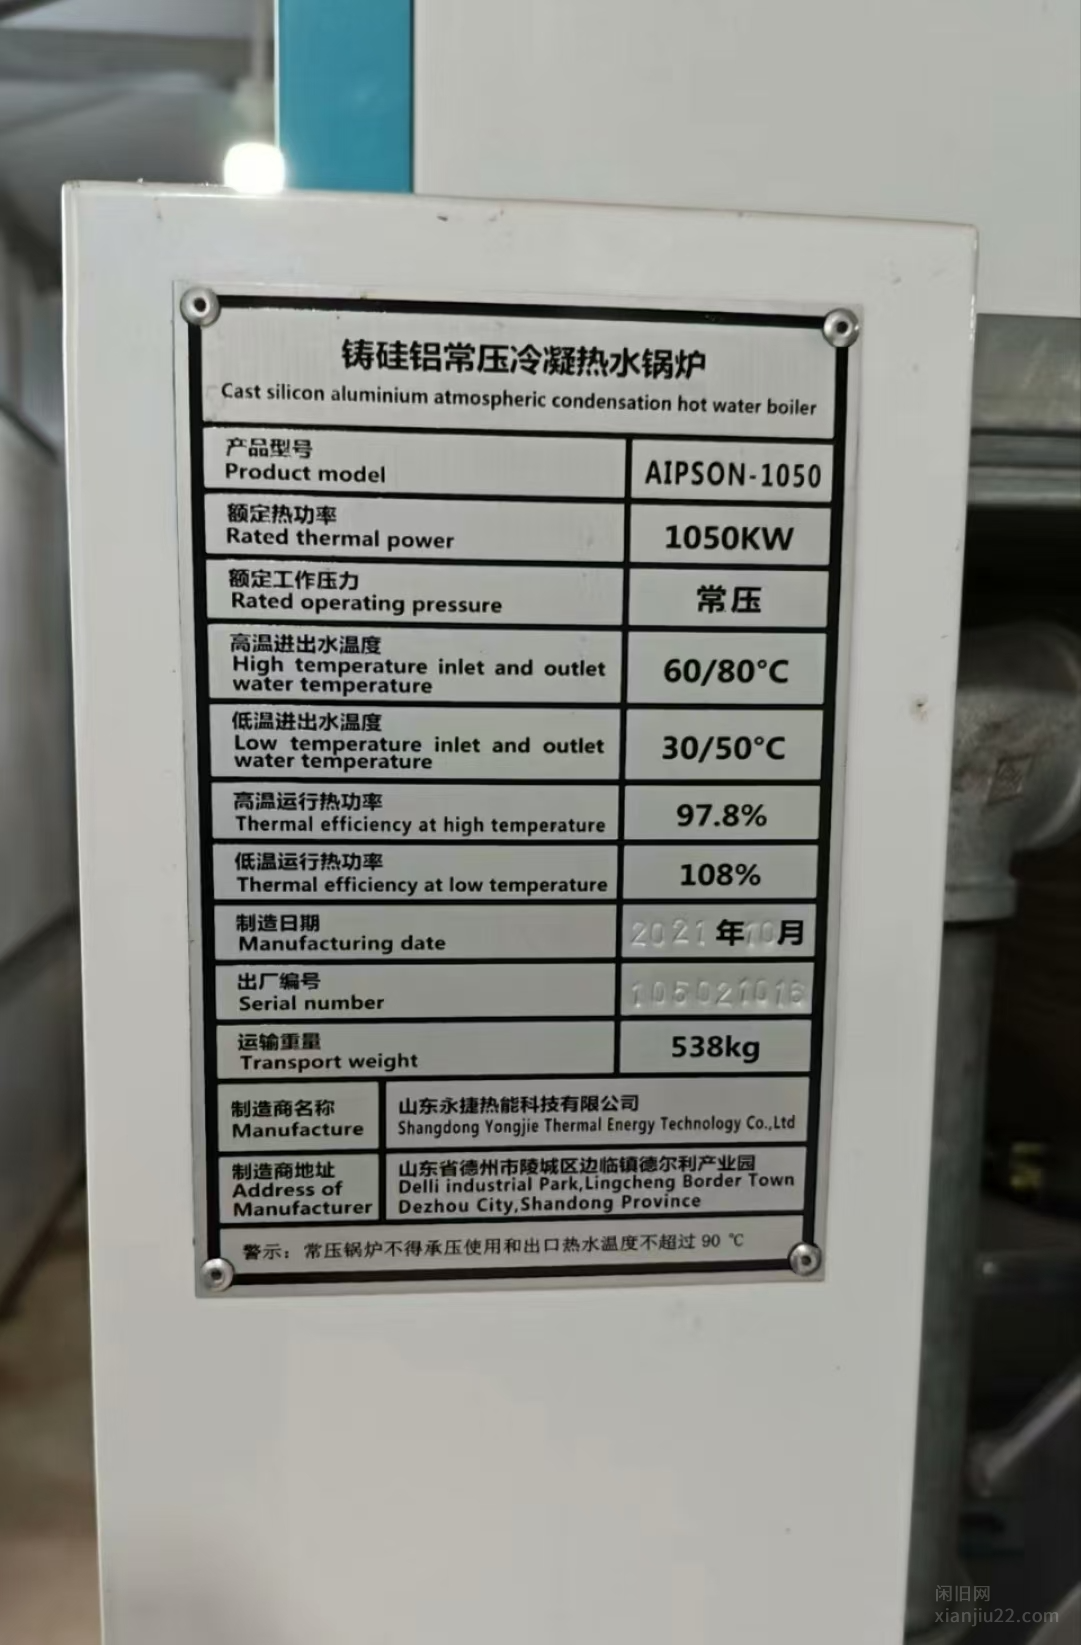 铸硅铝常压冷凝热水锅炉
Cast silicon aluminium atmospheric condensation hot water boiler
产品型号
Product model
AIPSON-1050
额定热功率
Rated thermal power
1050KW
额定工作压力
Rated operating pressure
常压
高温进出水温度
High temperature inlet and outlet
water temperature
60/80°C
低温进出水温度
Low temperature inlet and outlet
water temperature
30/50°C
高温运行热功率
Thermal efficiency at high temperature
97.8%
低温运行热功率
Thermal efficiency at low temperature
108%
制造日期
Manufacturing date
2021年10月
出厂编号
Serial number
运输重量
Transport weight
538kg
制造商名称
Manufacture
山东永捷热能科技有限公司
Shangdong Yongjie Thermal Energy Technology Co.,Ltd
制造商地址
Address of
Manufacturer
山东省德州市陵城区边临镇德尔利产业园
Delli industrial Park,Lingcheng Border Town
Dezhou City,Shandong Province
警示：常压锅炉不得承压使用和出口热水温度不超过 90 ℃
闲旧网
xianjiu22.com